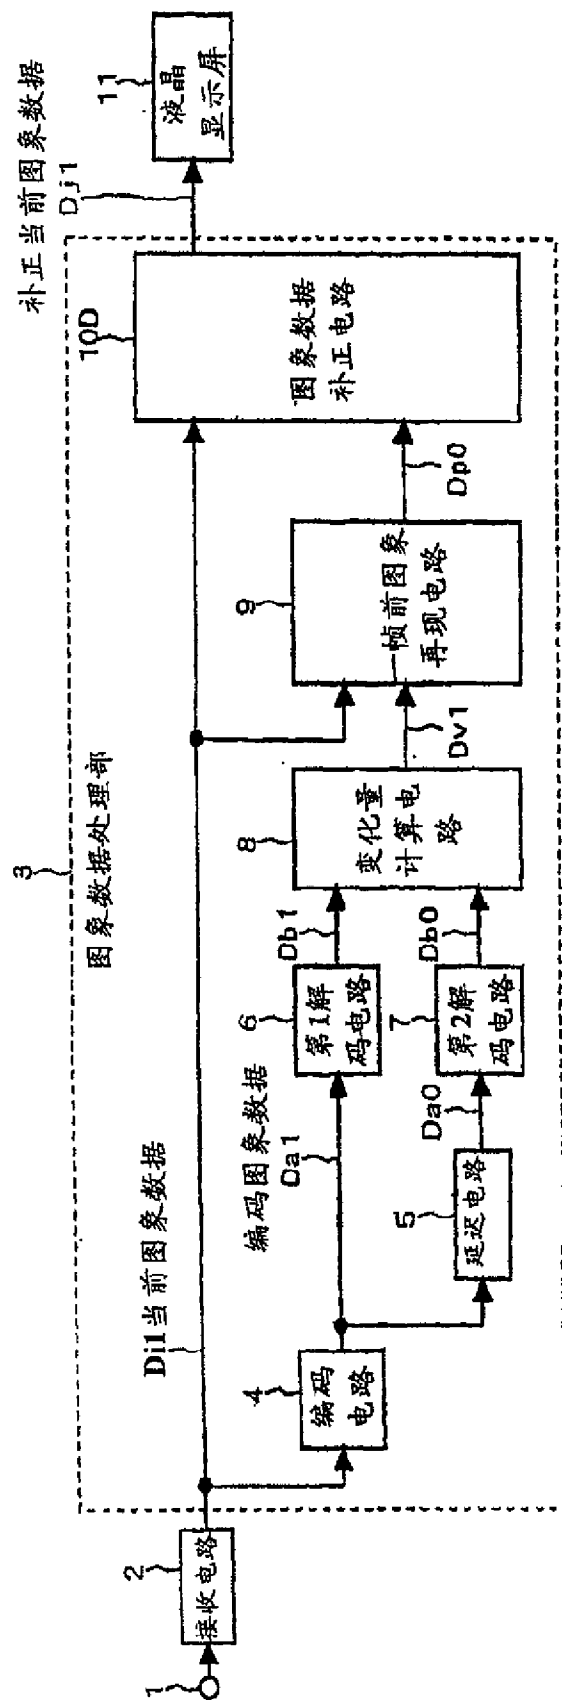 1
2
接收电路
3
图象数据处理部
Di1当前图象数据
4
编码
电路
编码图象数据
Da1
5
延迟电路
Da0
6
第1解
码电路
Db1
7
第2解
码电路
Db0
8
变化量
计算电
路
Dv1
9
一帧前图象
再现电路
Dp0
10D
图象数据
补正电路
补正当前图象数据
Dj1
11
液晶
显示屏